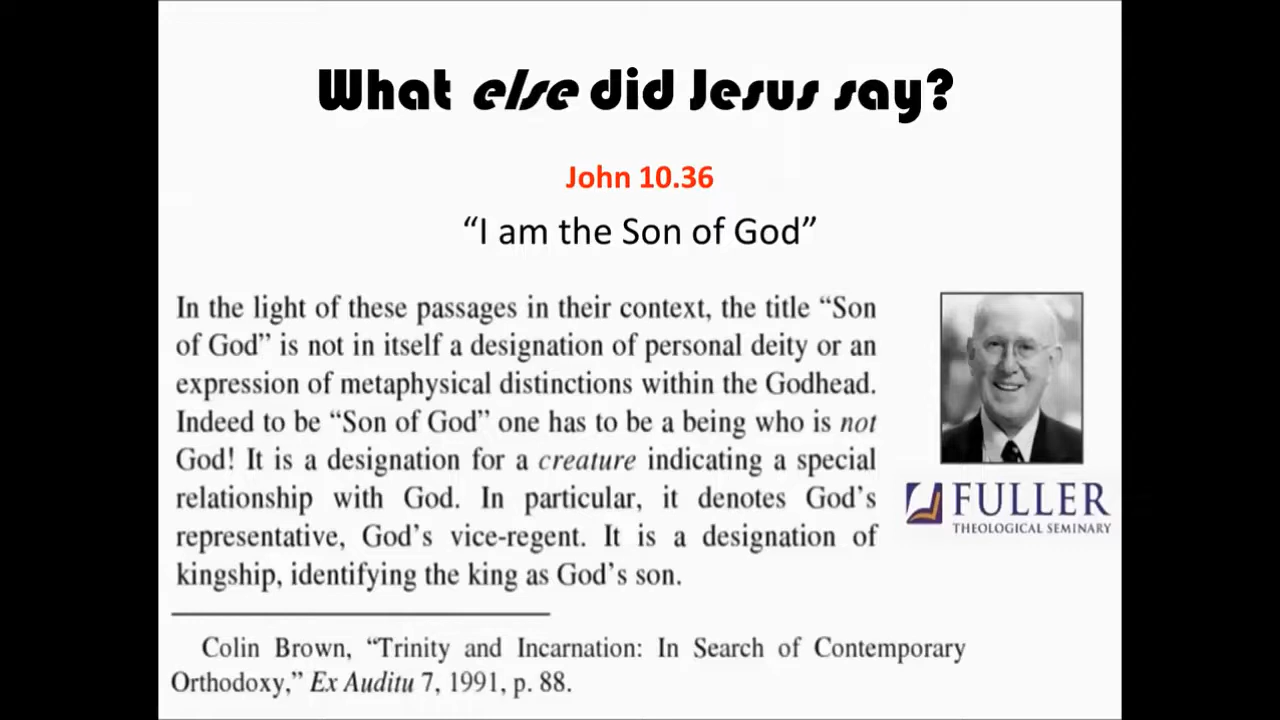 What else did Jesus say?
John 10.36
“I am the Son of God”
In the light of these passages in their context, the title “Son
of God” is not in itself a designation of personal deity or an
expression of metaphysical distinctions within the Godhead.
Indeed to be “Son of God” one has to be a being who is not
God! It is a designation for a creature indicating a special
relationship with God. In particular, it denotes God’s
representative, God’s vice-regent. It is a designation of
kingship, identifying the king as God’s son.
FULLER
THEOLOGICAL SEMINARY
Colin Brown, “Trinity and Incarnation: In Search of Contemporary
Orthodoxy,” Ex Auditu 7, 1991, p. 88.